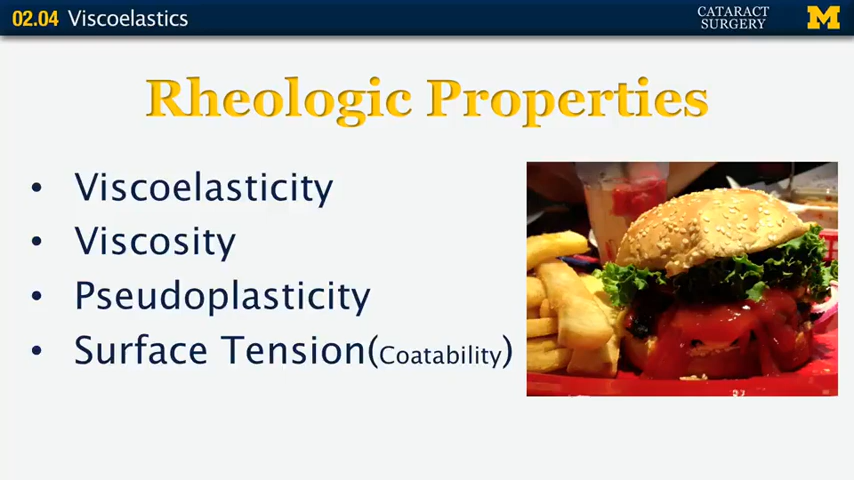 02.04 Viscoelastics
CATARACT
SURGERY
M
Rheologic Properties
• Viscoelasticity
• Viscosity
• Pseudoplasticity
• Surface Tension(Coatability)